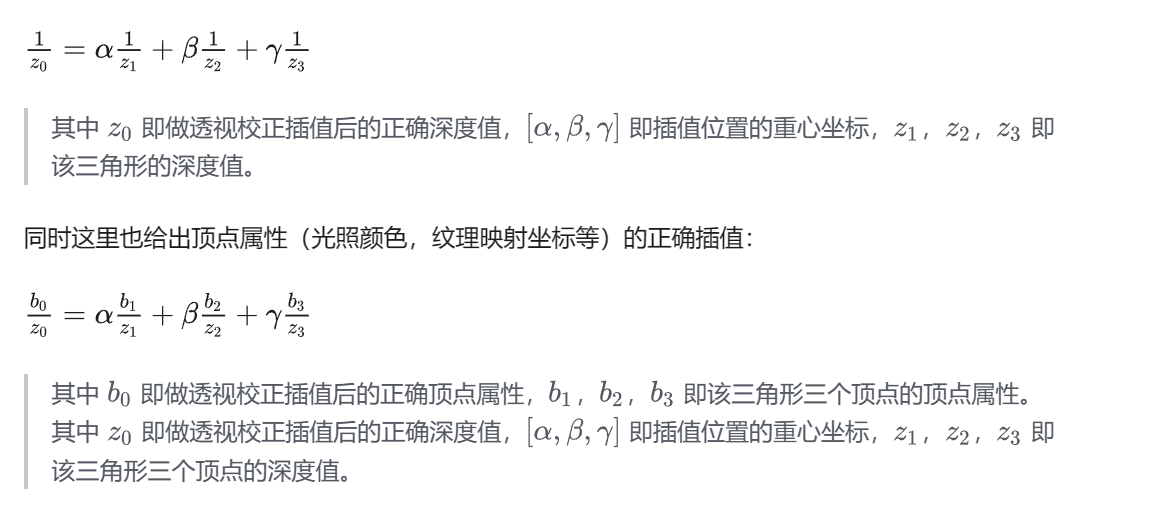 $\frac{1}{z_0} = \alpha\frac{1}{z_1} + \beta\frac{1}{z_2} + \gamma\frac{1}{z_3}$
其中 $z_0$ 即做透视校正插值后的正确深度值，$[\alpha, \beta, \gamma]$ 即插值位置的重心坐标，$z_1$，$z_2$，$z_3$ 即
该三角形的深度值。
同时这里也给出顶点属性（光照颜色，纹理映射坐标等）的正确插值：
$\frac{b_0}{z_0} = \alpha\frac{b_1}{z_1} + \beta\frac{b_2}{z_2} + \gamma\frac{b_3}{z_3}$
其中 $b_0$ 即做透视校正插值后的正确顶点属性，$b_1$，$b_2$，$b_3$ 即该三角形三个顶点的顶点属性。
其中 $z_0$ 即做透视校正插值后的正确深度值，$[\alpha, \beta, \gamma]$ 即插值位置的重心坐标，$z_1$，$z_2$，$z_3$ 即
该三角形三个顶点的深度值。